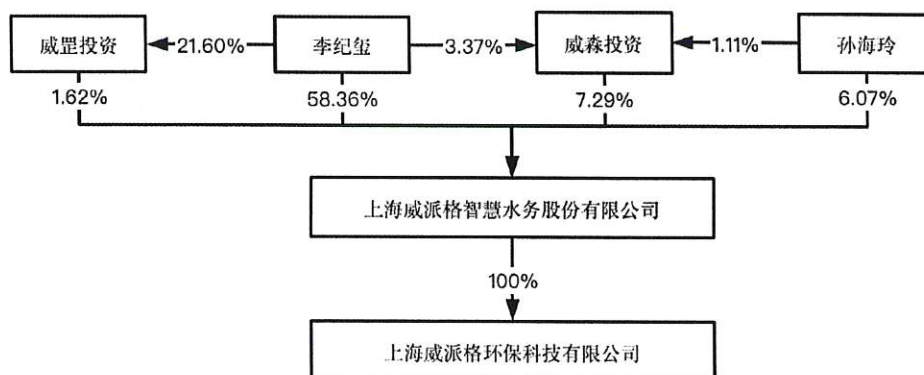 威罡投资
21.60%
李纪玺
3.37%
威森投资
1.11%
孙海玲
1.62%
58.36%
7.29%
6.07%
上海威派格智慧水务股份有限公司
100%
上海威派格环保科技有限公司